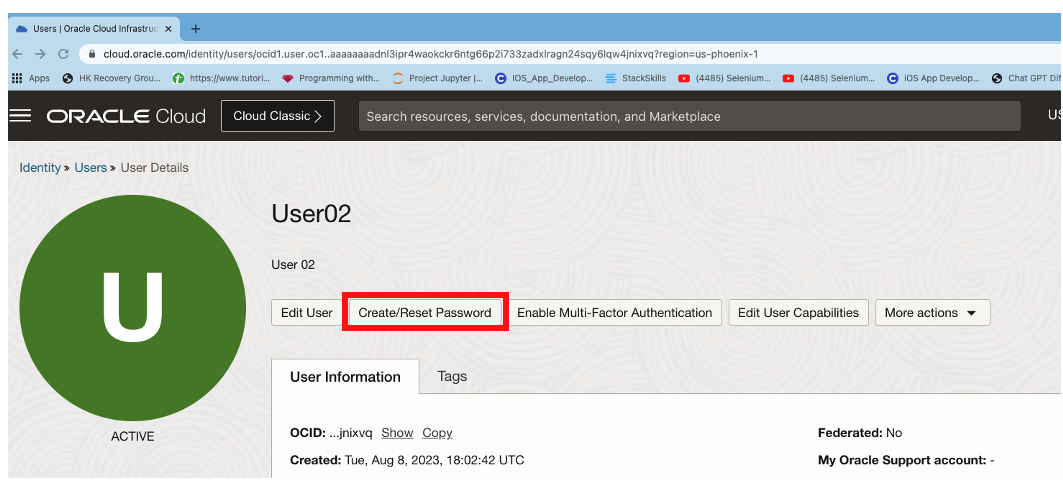 Users | Oracle Cloud Infrastruc × +
cloud.oracle.com/identity/users/ocid1.user.oc1..aaaaaaaadnl3ipr4waokckr6ntg66p2i733zadxlragn24sqy6lqw4jnixvq?region=us-phoenix-1
Apps HK Recovery Grou... https://www.tutori... Programming with... Project Jupyter |... IOS_App_Develop... StackSkills (4485) Selenium... (4485) Selenium... iOS App Develop... Chat GPT Dif
ORACLE Cloud Cloud Classic > Search resources, services, documentation, and Marketplace US
Identity » Users » User Details
U
ACTIVE
User02
User 02
Edit User Create/Reset Password Enable Multi-Factor Authentication Edit User Capabilities More actions
User Information Tags
OCID: ...jnixvq Show Copy Federated: No
Created: Tue, Aug 8, 2023, 18:02:42 UTC My Oracle Support account: -